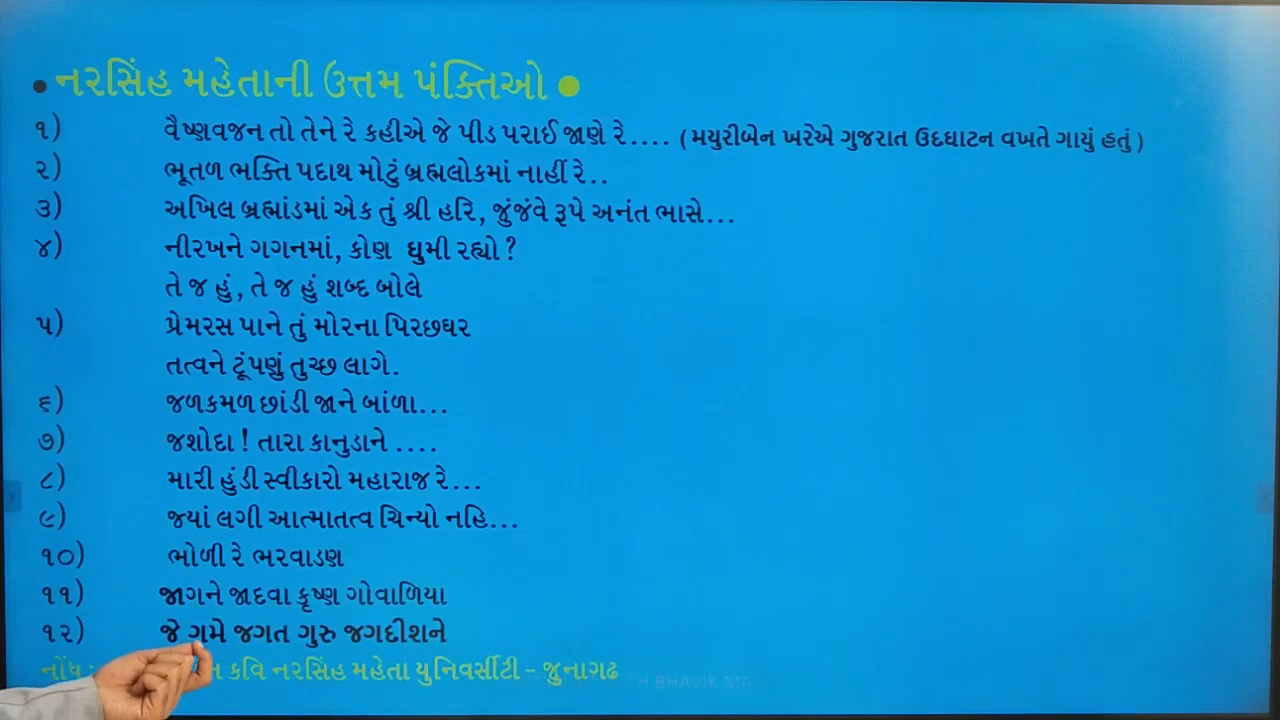 • નરસિંહ મહેતાની ઉત્તમ પંક્તિઓ •
૧) વૈષ્ણવજન તો તેને રે કહીએ જે પીડ પરાઈ જાણે રે.... ( મયુરીબેન ખરેએ ગુજરાત ઉદઘાટન વખતે ગાયું હતું )
૨) ભૂતળ ભક્તિ પદાથ મોટું બ્રહ્મલોકમાં નાહીં રે..
૩) અખિલ બ્રહ્માંડમાં એક તું શ્રી હરિ, જુંજંવે રૂપે અનંત ભાસે...
૪) નીરખને ગગનમાં, કોણ ઘુમી રહ્યો ?
તે જ હું, તે જ હું શબ્દ બોલે
૫) પ્રેમરસ પાને તું મોરના પિરછઘર
તત્વને ટૂંપણું તુચ્છ લાગે.
૬) જળકમળ છાંડી જાને બાંળા...
૭) જશોદા ! તારા કાનુડાને ....
૮) મારી હુંડી સ્વીકારો મહારાજ રે...
૯) જયાં લગી આત્માતત્વ ચિન્યો નહિ...
૧૦) ભોળી રે ભરવાડણ
૧૧) જાગને જાદવા કૃષ્ણ ગોવાળિયા
૧૨) જે ગમે જગત ગુરુ જગદીશને
નોંધ : કવિ નરસિંહ મહેતા યુનિવર્સીટી - જુનાગઢ